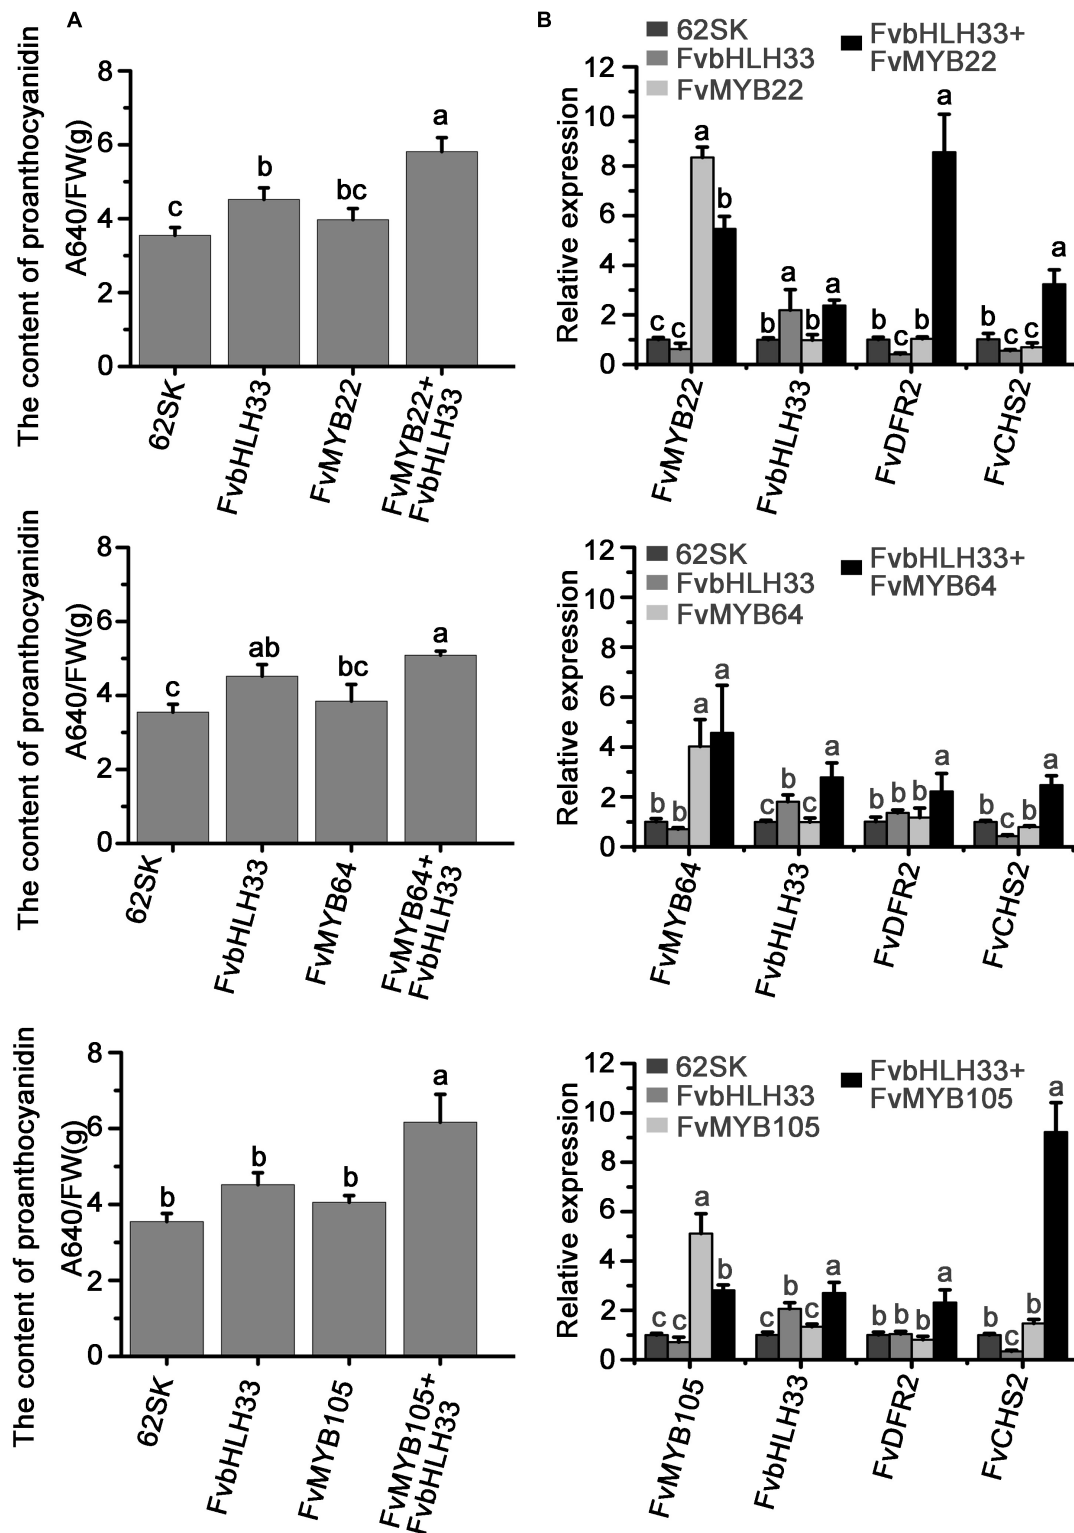 A
The content of proanthocyanidin
A640/FW(g)
8
6
4
2
0
c
b
bc
a
62SK
FvbHLH33
FvMYB22
FvMYB22+
FvbHLH33
B
62SK
FvbHLH33
FvMYB22
FvbHLH33+
FvMYB22
Relative expression
12
10
8
6
4
2
0
c c a b
b a b a
b c b a
b c c a
FvMYB22
FvbHLH33
FvDFR2
FvCHS2
The content of proanthocyanidin
A640/FW(g)
8
6
4
2
0
c
ab
bc
a
62SK
FvbHLH33
FvMYB64
FvMYB64+
FvbHLH33
62SK
FvbHLH33
FvMYB64
FvbHLH33+
FvMYB64
Relative expression
12
10
8
6
4
2
0
b b a a
c b c a
b b b a
b c b a
FvMYB64
FvbHLH33
FvDFR2
FvCHS2
The content of proanthocyanidin
A640/FW(g)
8
6
4
2
0
b
b
b
a
62SK
FvbHLH33
FvMYB105
FvMYB105+
FvbHLH33
62SK
FvbHLH33
FvMYB105
FvbHLH33+
FvMYB105
Relative expression
12
10
8
6
4
2
0
c c a b
c b c a
b b b a
b c b a
FvMYB105
FvbHLH33
FvDFR2
FvCHS2